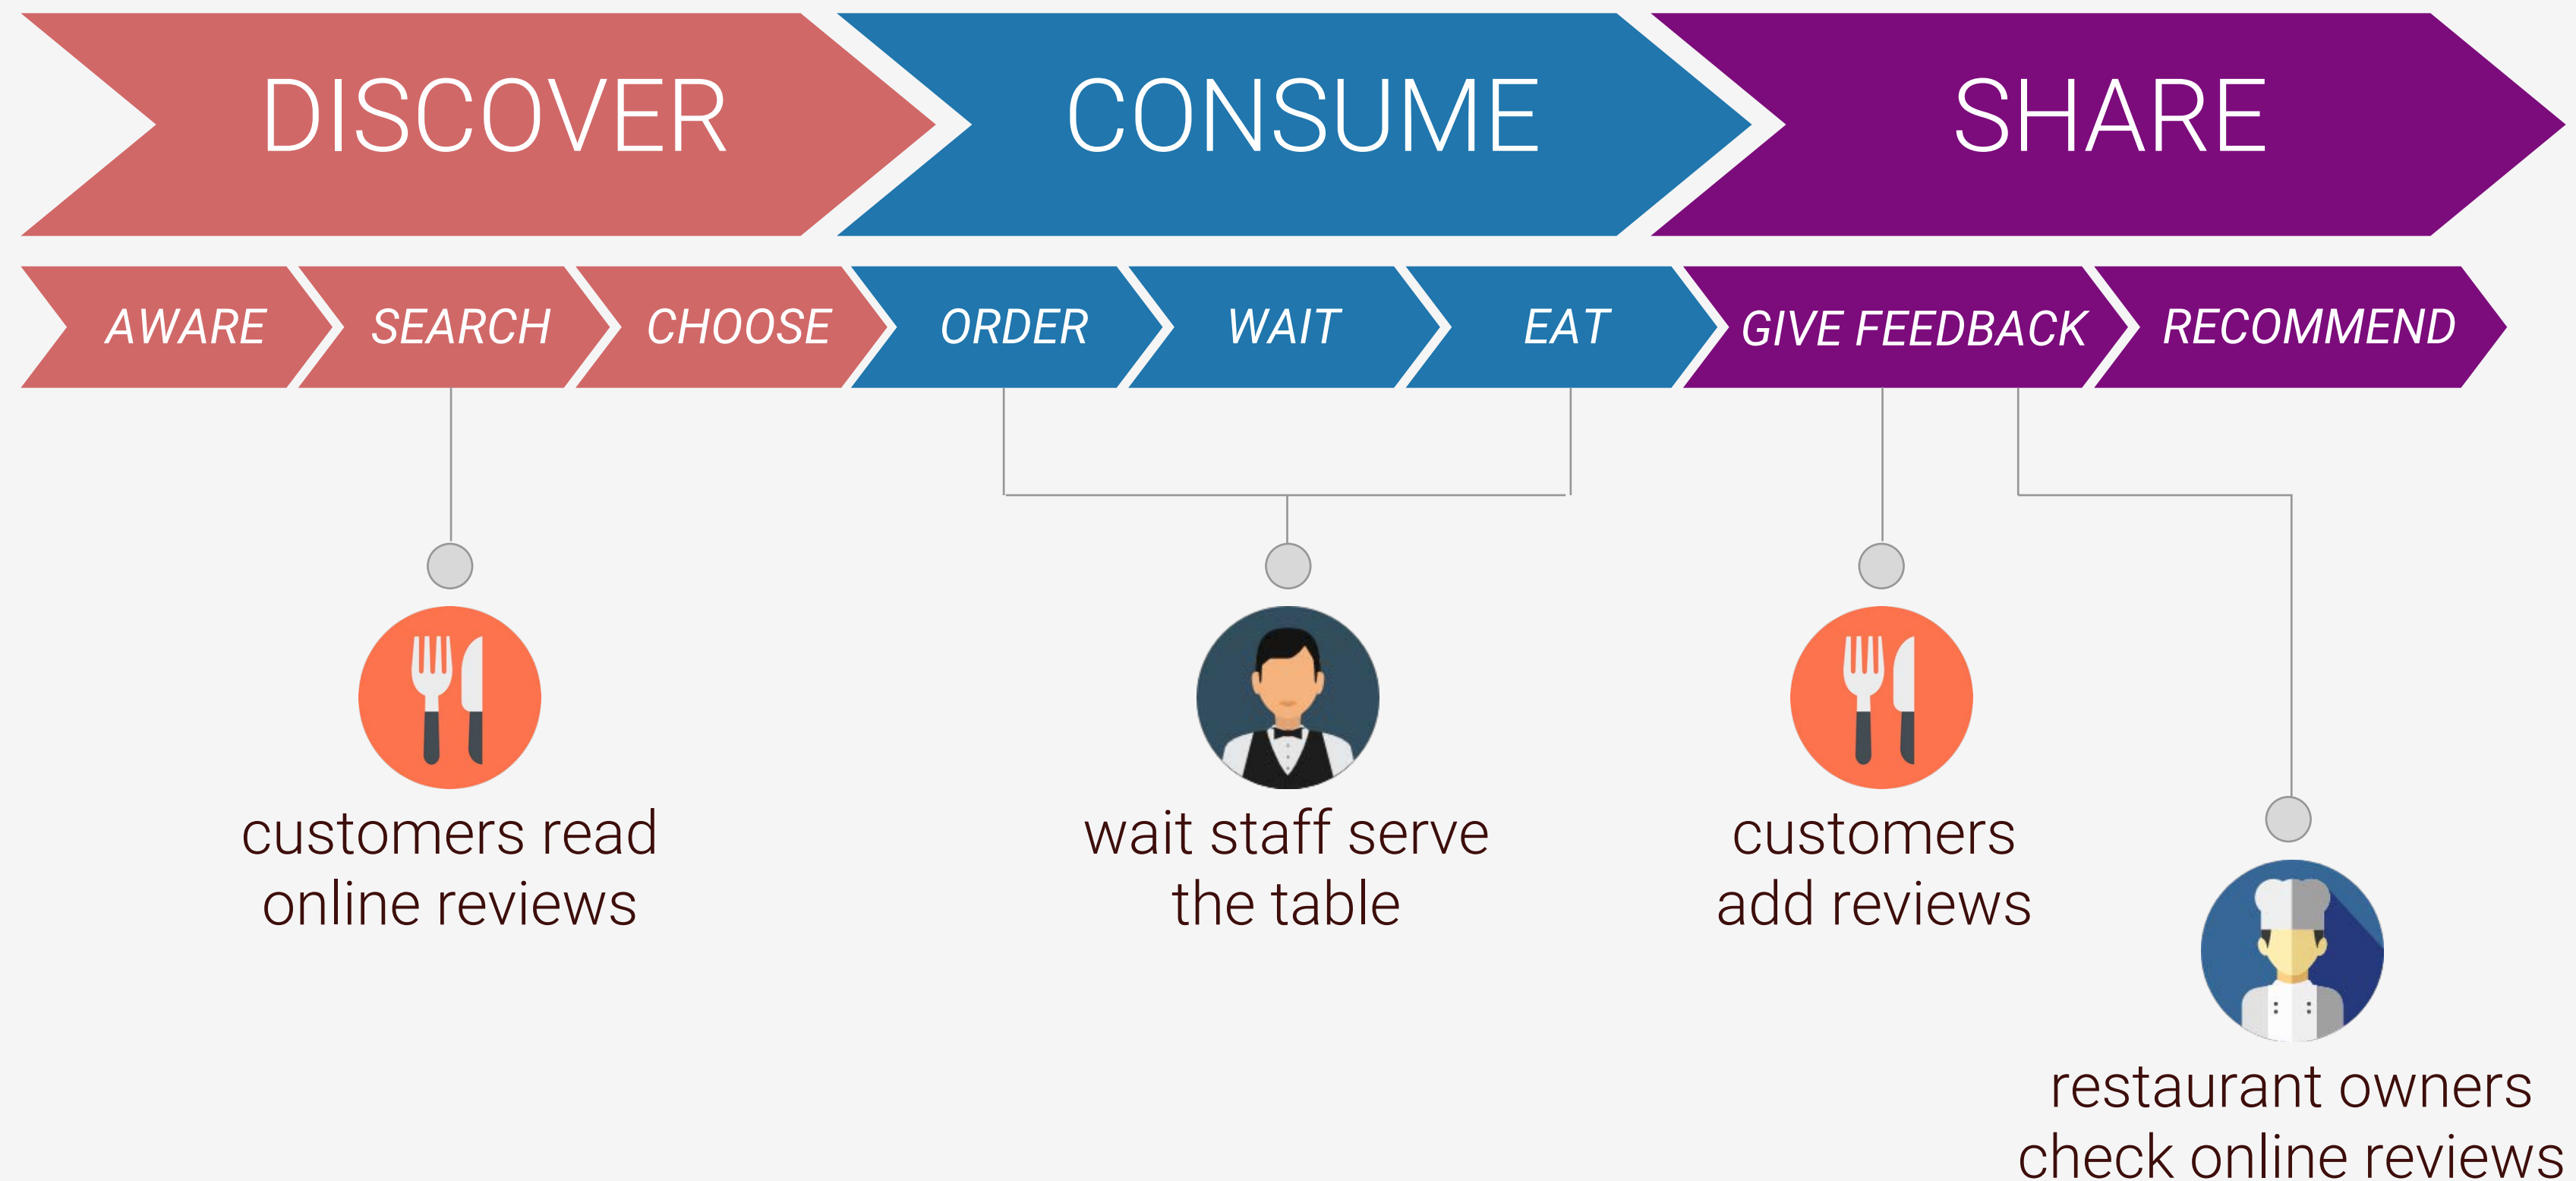 DISCOVER
CONSUME
SHARE
AWARE
SEARCH
CHOOSE
ORDER
WAIT
EAT
GIVE FEEDBACK
RECOMMEND
customers read
online reviews
wait staff serve
the table
customers
add reviews
restaurant owners
check online reviews